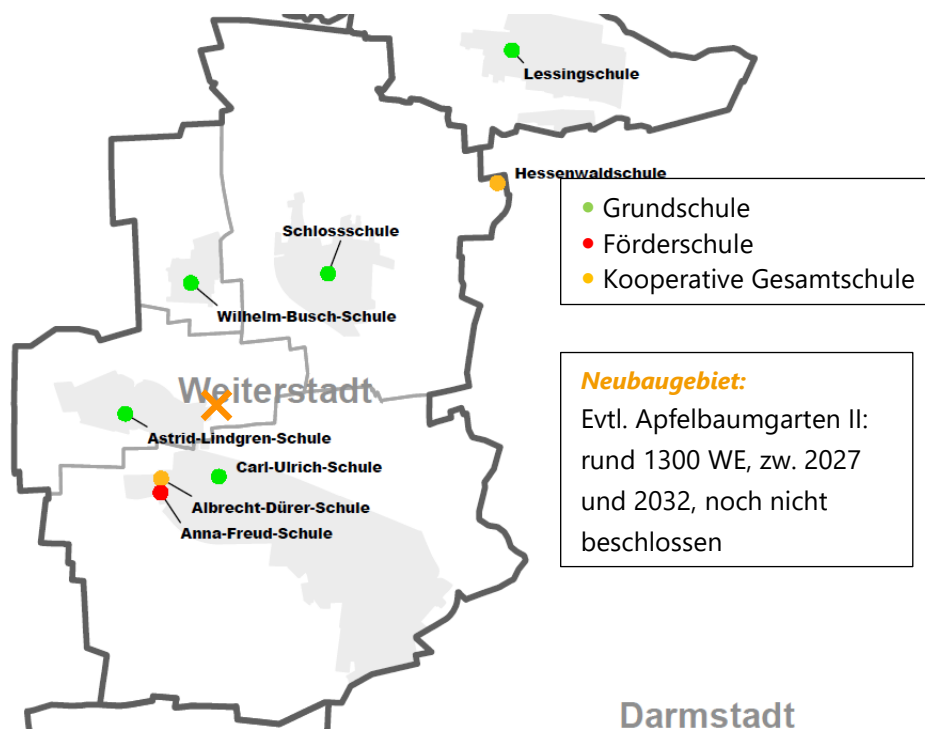 Lessingschule
Hessenwaldschule
Grundschule
Förderschule
Kooperative Gesamtschule
Schlossschule
Wilhelm-Busch-Schule
Weiterstadt
Astrid-Lindgren-Schule
Carl-Ulrich-Schule
Albrecht-Dürer-Schule
Anna-Freud-Schule
Neubaugebiet:
Evtl. Apfelbaumgarten II:
rund 1300 WE, zw. 2027
und 2032, noch nicht
beschlossen
Darmstadt